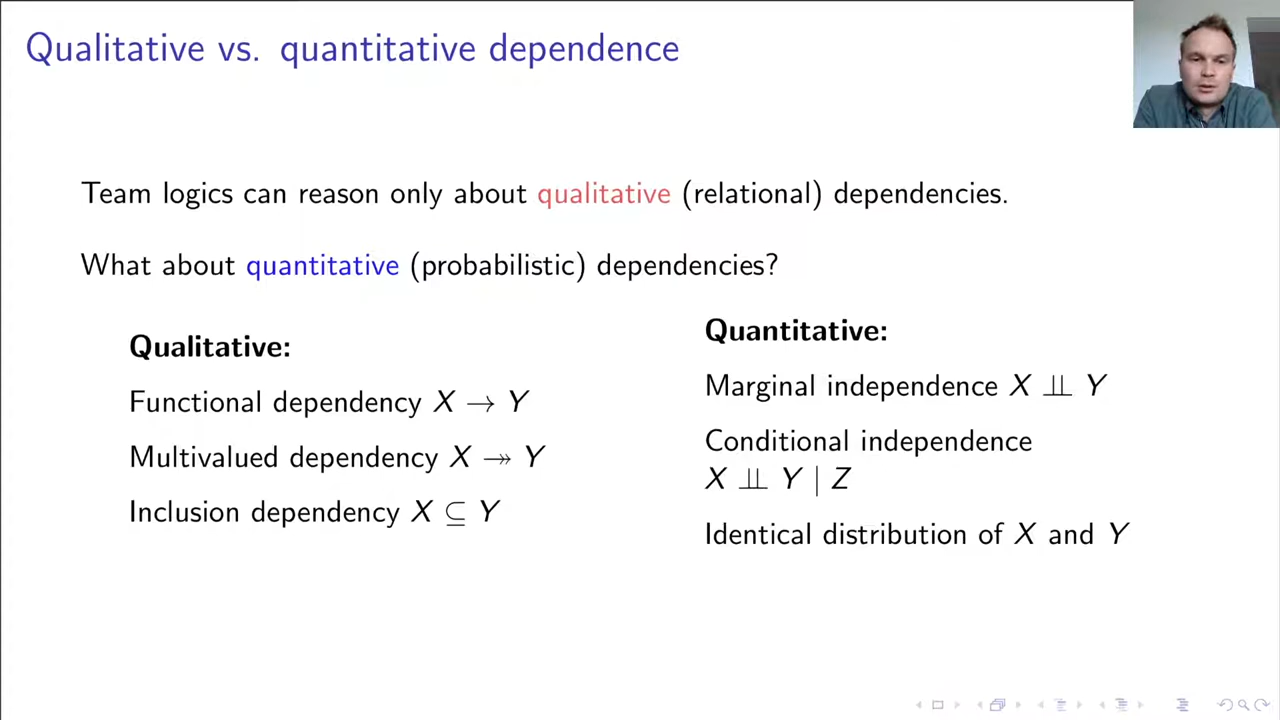 Qualitative vs. quantitative dependence
Team logics can reason only about qualitative (relational) dependencies.
What about quantitative (probabilistic) dependencies?
Qualitative:
Functional dependency X → Y
Multivalued dependency X ↠ Y
Inclusion dependency X ⊆ Y
Quantitative:
Marginal independence X ⫫ Y
Conditional independence
X ⫫ Y | Z
Identical distribution of X and Y